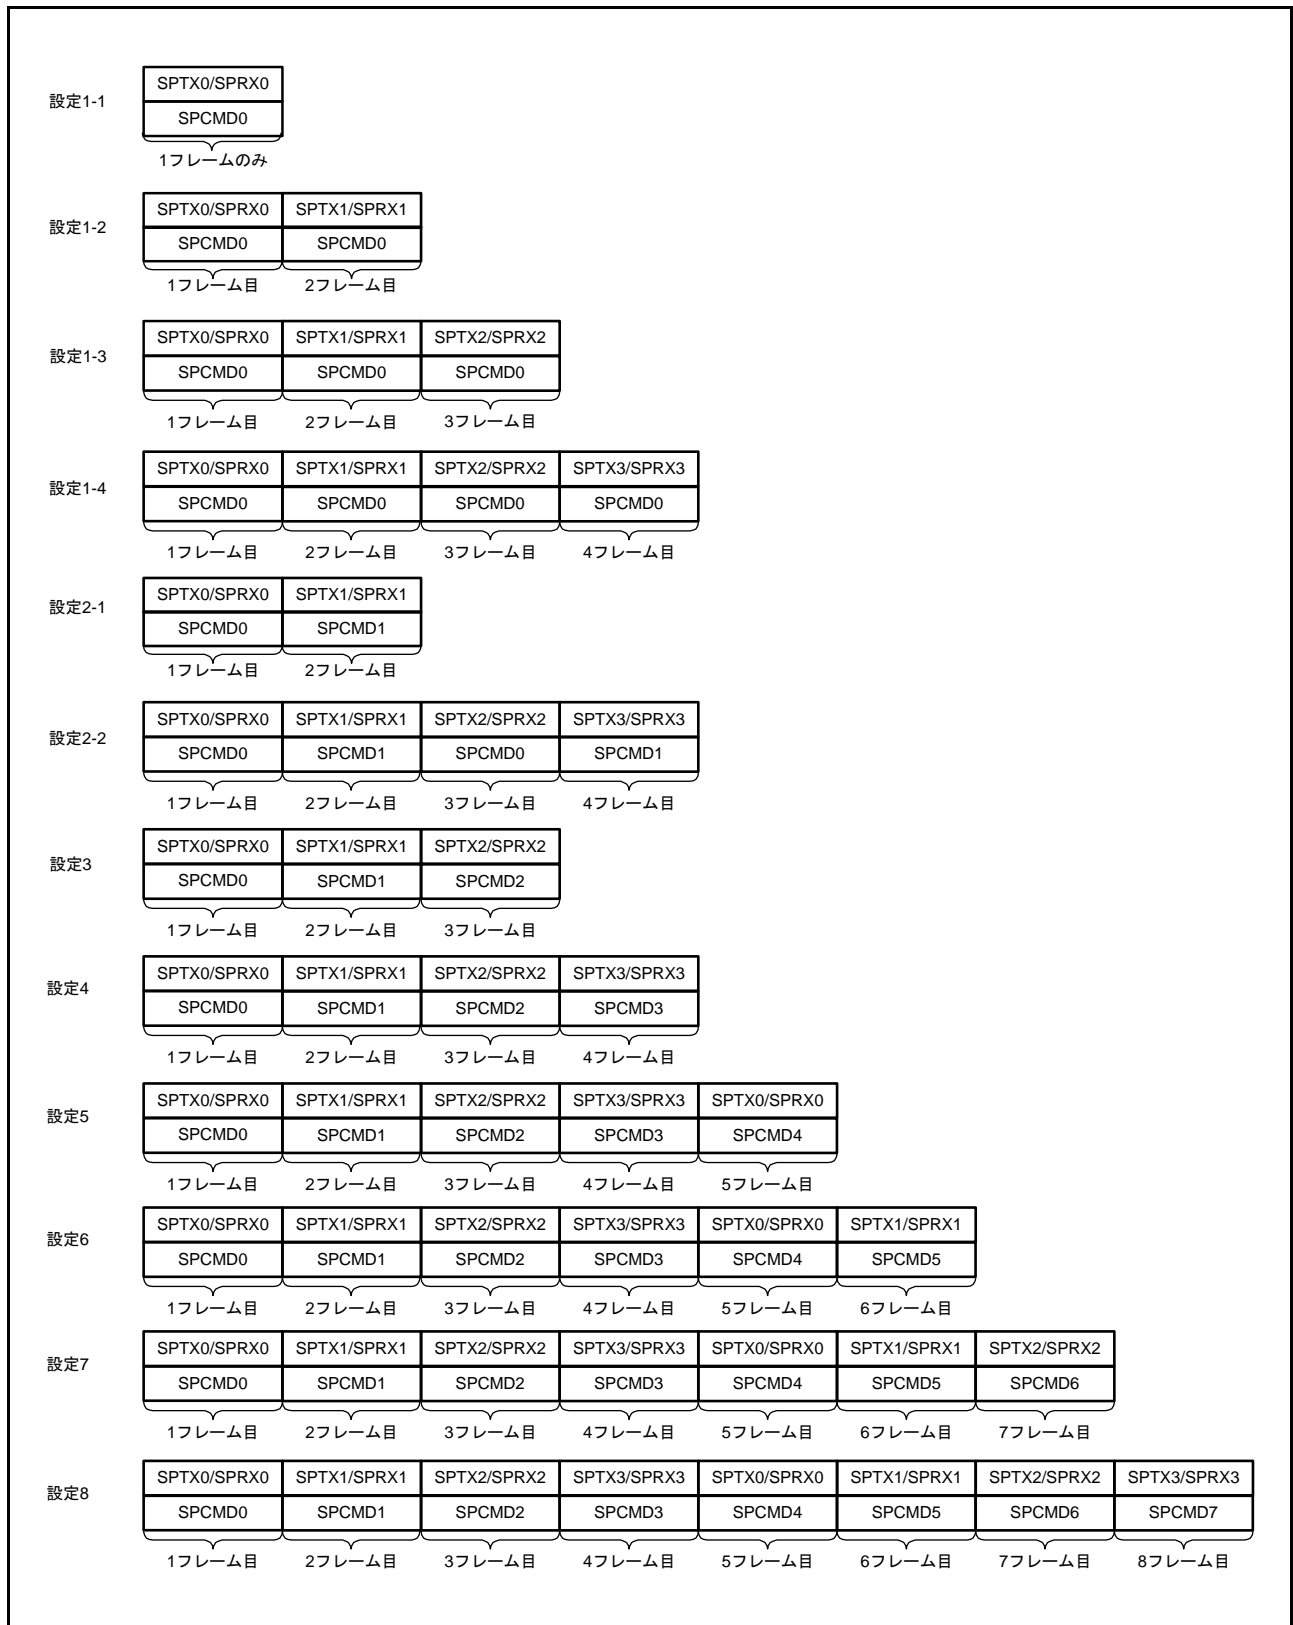 設定1-1
SPTX0/SPRX0
SPCMD0
1フレームのみ
設定1-2
SPTX0/SPRX0 SPTX1/SPRX1
SPCMD0 SPCMD0
1フレーム目 2フレーム目
設定1-3
SPTX0/SPRX0 SPTX1/SPRX1 SPTX2/SPRX2
SPCMD0 SPCMD0 SPCMD0
1フレーム目 2フレーム目 3フレーム目
設定1-4
SPTX0/SPRX0 SPTX1/SPRX1 SPTX2/SPRX2 SPTX3/SPRX3
SPCMD0 SPCMD0 SPCMD0 SPCMD0
1フレーム目 2フレーム目 3フレーム目 4フレーム目
設定2-1
SPTX0/SPRX0 SPTX1/SPRX1
SPCMD0 SPCMD1
1フレーム目 2フレーム目
設定2-2
SPTX0/SPRX0 SPTX1/SPRX1 SPTX2/SPRX2 SPTX3/SPRX3
SPCMD0 SPCMD1 SPCMD0 SPCMD1
1フレーム目 2フレーム目 3フレーム目 4フレーム目
設定3
SPTX0/SPRX0 SPTX1/SPRX1 SPTX2/SPRX2
SPCMD0 SPCMD1 SPCMD2
1フレーム目 2フレーム目 3フレーム目
設定4
SPTX0/SPRX0 SPTX1/SPRX1 SPTX2/SPRX2 SPTX3/SPRX3
SPCMD0 SPCMD1 SPCMD2 SPCMD3
1フレーム目 2フレーム目 3フレーム目 4フレーム目
設定5
SPTX0/SPRX0 SPTX1/SPRX1 SPTX2/SPRX2 SPTX3/SPRX3 SPTX0/SPRX0
SPCMD0 SPCMD1 SPCMD2 SPCMD3 SPCMD4
1フレーム目 2フレーム目 3フレーム目 4フレーム目 5フレーム目
設定6
SPTX0/SPRX0 SPTX1/SPRX1 SPTX2/SPRX2 SPTX3/SPRX3 SPTX0/SPRX0 SPTX1/SPRX1
SPCMD0 SPCMD1 SPCMD2 SPCMD3 SPCMD4 SPCMD5
1フレーム目 2フレーム目 3フレーム目 4フレーム目 5フレーム目 6フレーム目
設定7
SPTX0/SPRX0 SPTX1/SPRX1 SPTX2/SPRX2 SPTX3/SPRX3 SPTX0/SPRX0 SPTX1/SPRX1 SPTX2/SPRX2
SPCMD0 SPCMD1 SPCMD2 SPCMD3 SPCMD4 SPCMD5 SPCMD6
1フレーム目 2フレーム目 3フレーム目 4フレーム目 5フレーム目 6フレーム目 7フレーム目
設定8
SPTX0/SPRX0 SPTX1/SPRX1 SPTX2/SPRX2 SPTX3/SPRX3 SPTX0/SPRX0 SPTX1/SPRX1 SPTX2/SPRX2 SPTX3/SPRX3
SPCMD0 SPCMD1 SPCMD2 SPCMD3 SPCMD4 SPCMD5 SPCMD6 SPCMD7
1フレーム目 2フレーム目 3フレーム目 4フレーム目 5フレーム目 6フレーム目 7フレーム目 8フレーム目